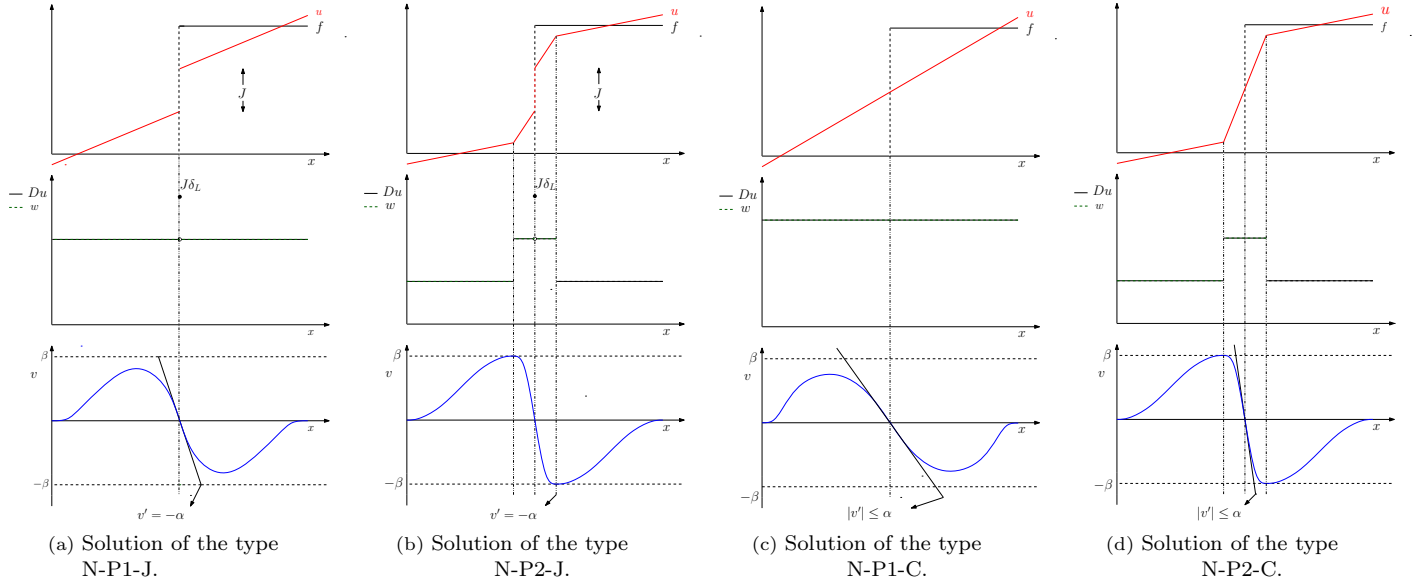 u
f
J
x
Du
w
Jδ_L
x
β
v
x
−β
v′ = −α
(a) Solution of the type
N-P1-J.
u
f
J
x
Du
w
Jδ_L
x
β
v
x
−β
v′ = −α
(b) Solution of the type
N-P2-J.
u
f
x
Du
w
x
β
v
x
−β
|v′| ≤ α
(c) Solution of the type
N-P1-C.
u
f
x
Du
w
x
β
v
x
−β
|v′| ≤ α
(d) Solution of the type
N-P2-C.